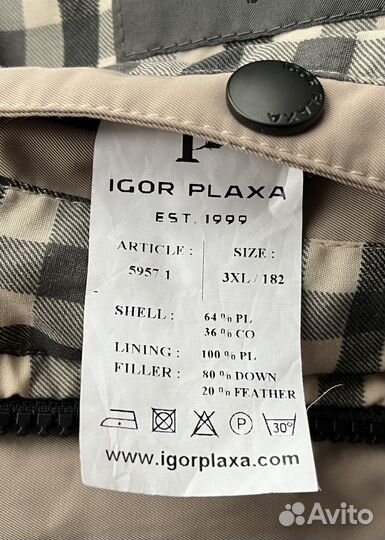 IGOR PLAXA
EST. 1999
ARTICLE: SIZE:
5957-1 3XL / 182
SHELL: 64 % PL
36 % CO
LINING: 100 % PL
FILLER: 80 % DOWN
20 % FEATHER
P 30°
www.igorplaxa.com
Avito